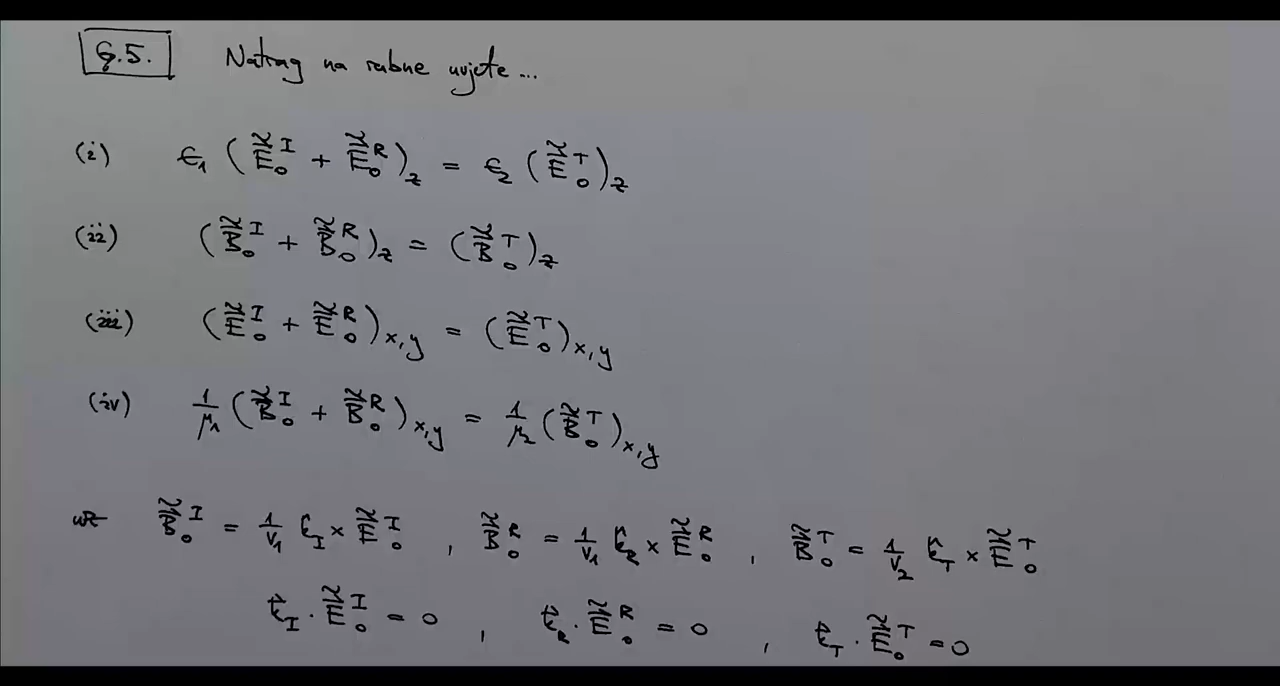 6.5. Natrag na rubne uvjete...
(i) ε₁ (Ẽ₀ᴵ + Ẽ₀ᴿ)_z = ε₂ (Ẽ₀ᵀ)_z
(ii) (B̃₀ᴵ + B̃₀ᴿ)_z = (B̃₀ᵀ)_z
(iii) (Ẽ₀ᴵ + Ẽ₀ᴿ)_x,y = (Ẽ₀ᵀ)_x,y
(iv) 1/μ₁ (B̃₀ᴵ + B̃₀ᴿ)_x,y = 1/μ₂ (B̃₀ᵀ)_x,y
uz B̃₀ᴵ = 1/v₁ k̂_I × Ẽ₀ᴵ , B̃₀ᴿ = 1/v₁ k̂_R × Ẽ₀ᴿ , B̃₀ᵀ = 1/v₂ k̂_T × Ẽ₀ᵀ
k̂_I · Ẽ₀ᴵ = 0 , k̂_R · Ẽ₀ᴿ = 0 , k̂_T · Ẽ₀ᵀ = 0